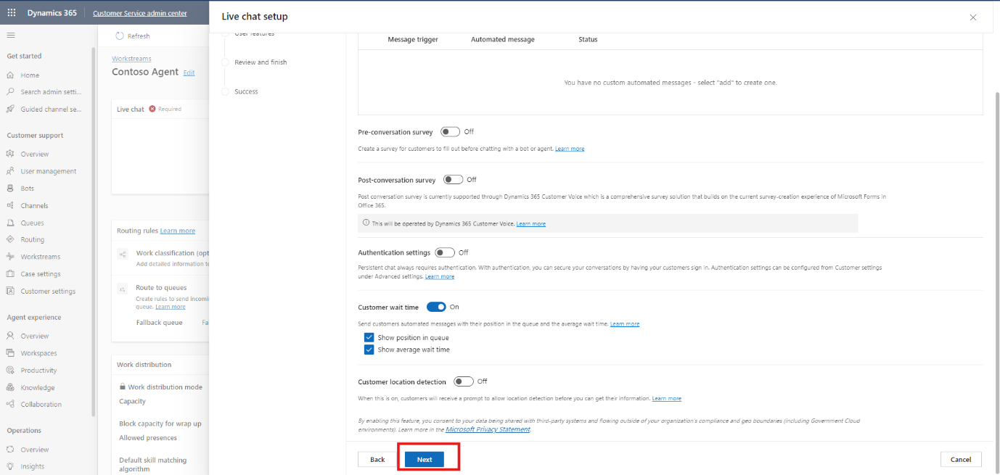 Dynamics 365
Customer Service admin center
Get started
Home
Search admin setti...
Guided channel se...
Customer support
Overview
User management
Bots
Channels
Queues
Routing
Workstreams
Case settings
Customer settings
Agent experience
Overview
Workspaces
Productivity
Knowledge
Collaboration
Operations
Overview
Insights
Refresh
Workstreams
Contoso Agent Edit
Live chat Required
Routing rules Learn more
Work classification (opt
Add detailed information to
Route to queues
Create rules to send incomi
queue. Learn more
Fallback queue Fa
Work distribution
Work distribution mode
Capacity
Block capacity for wrap up
Allowed presences
Default skill matching
algorithm
Live chat setup
User features
Review and finish
Success
Message trigger Automated message Status
You have no custom automated messages - select "add" to create one.
Pre-conversation survey Off
Create a survey for customers to fill out before chatting with a bot or agent. Learn more
Post-conversation survey Off
Post conversation survey is currently supported through Dynamics 365 Customer Voice which is a comprehensive survey solution that builds on the current survey-creation experience of Microsoft Forms in
Office 365.
This will be operated by Dynamics 365 Customer Voice. Learn more
Authentication settings Off
Persistent chat always requires authentication. With authentication, you can secure your conversations by having your customers sign in. Authentication settings can be configured from Customer settings
under Advanced settings. Learn more
Customer wait time On
Send customers automated messages with their position in the queue and the average wait time. Learn more
Show position in queue
Show average wait time
Customer location detection Off
When this is on, customers will receive a prompt to allow location detection before you can get their information. Learn more
By enabling this feature, you consent to your data being shared with third-party systems and flowing outside of your organization's compliance and geo boundaries (including Government Cloud
environments). Learn more in the Microsoft Privacy Statement.
Back Next Cancel